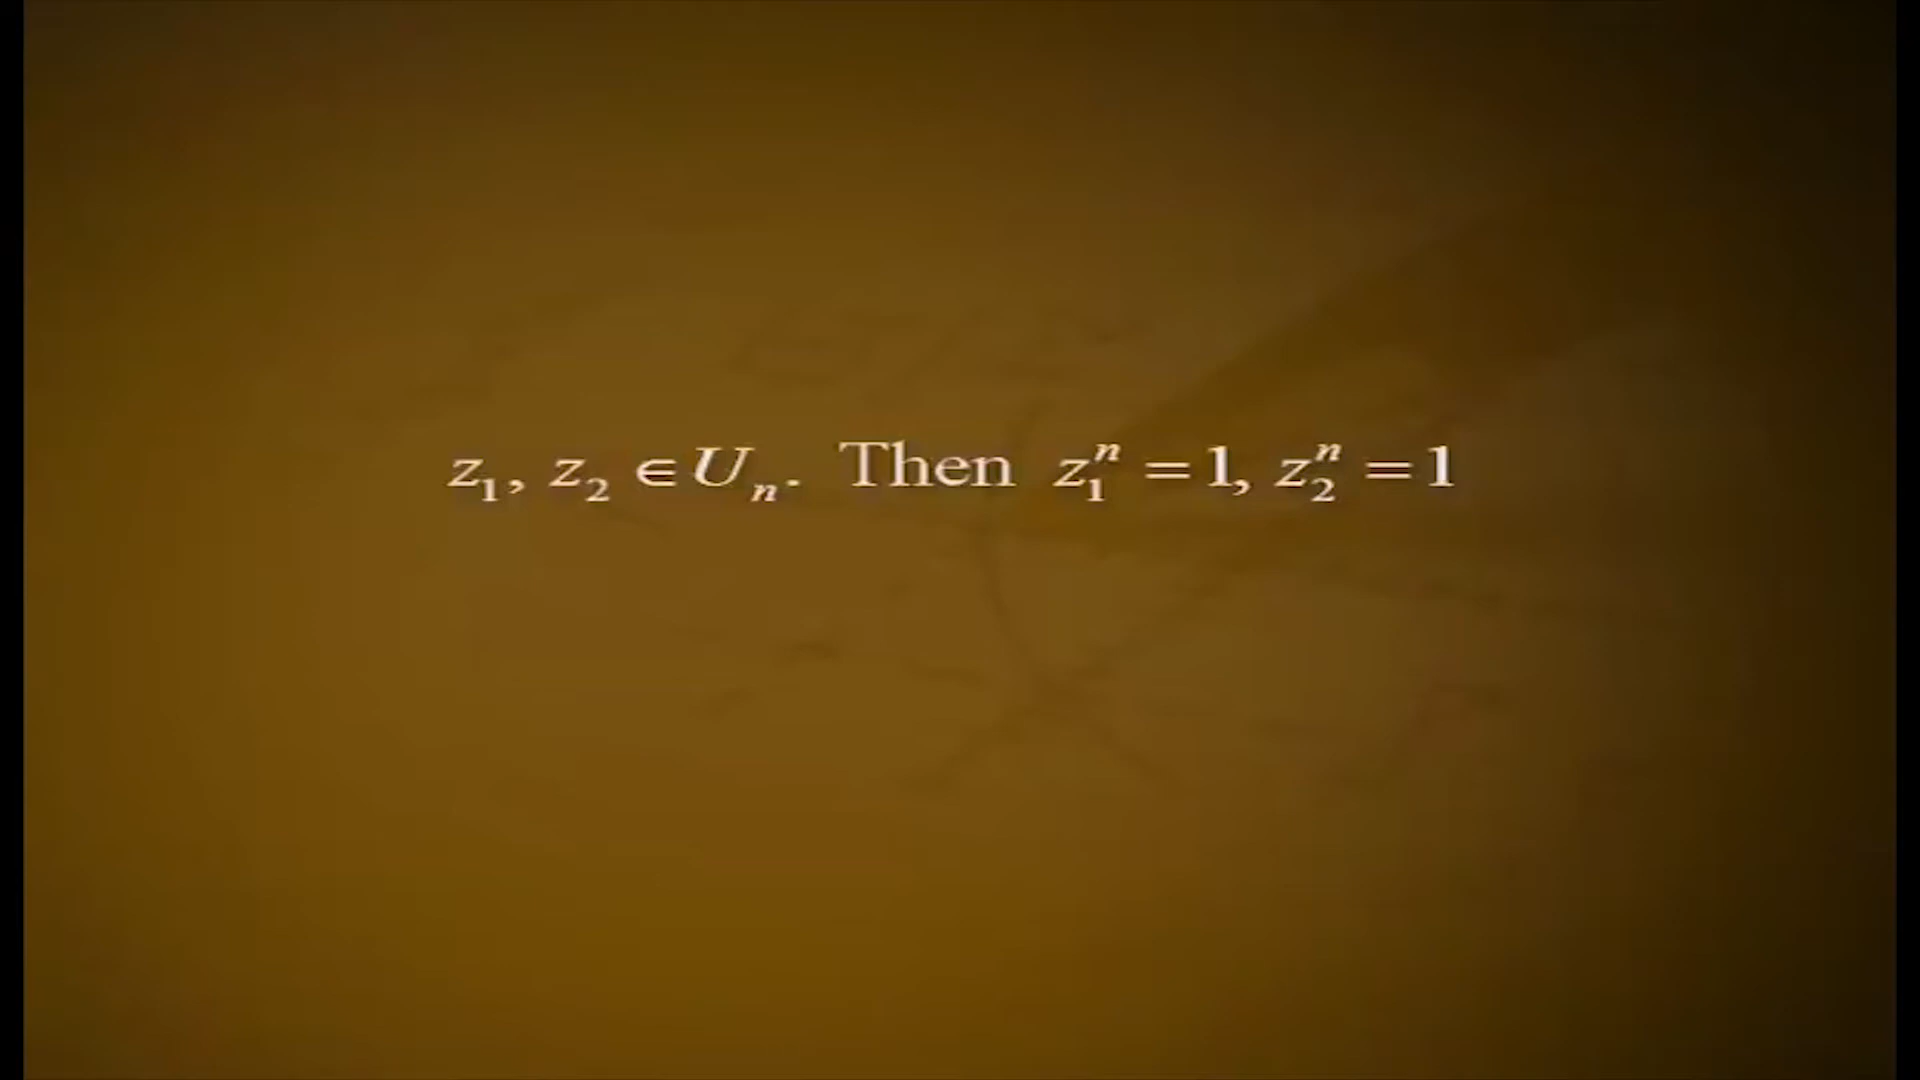 z₁, z₂ ∈ Uₙ. Then z₁ⁿ = 1, z₂ⁿ = 1